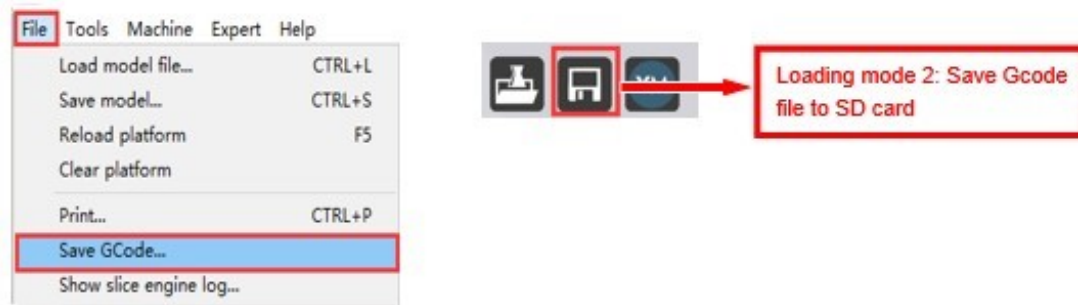 File Tools Machine Expert Help
Load model file... CTRL+L
Save model... CTRL+S
Reload platform F5
Clear platform
Print... CTRL+P
Save GCode...
Show slice engine log...
Loading mode 2: Save Gcode
file to SD card